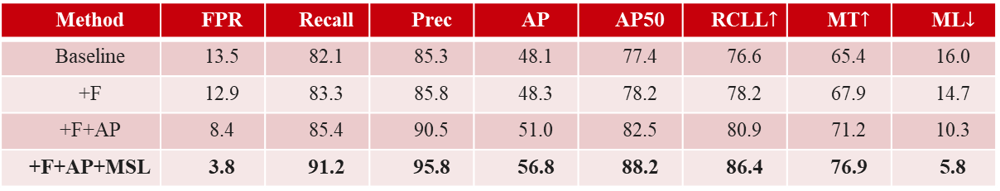 Method FPR Recall Prec AP AP50 RCLL↑ MT↑ ML↓
Baseline 13.5 82.1 85.3 48.1 77.4 76.6 65.4 16.0
+F 12.9 83.3 85.8 48.3 78.2 78.2 67.9 14.7
+F+AP 8.4 85.4 90.5 51.0 82.5 80.9 71.2 10.3
+F+AP+MSL 3.8 91.2 95.8 56.8 88.2 86.4 76.9 5.8